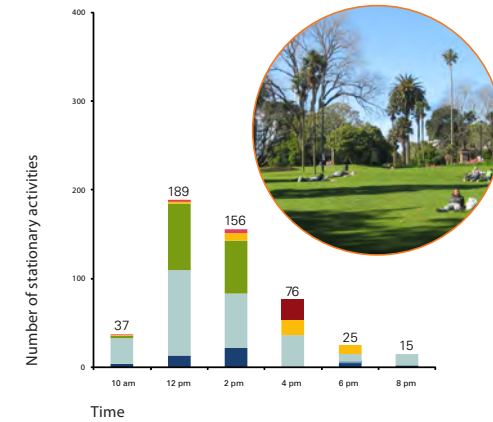 400
300
200
100
0
Number of stationary activities
37
189
156
76
25
15
10 am
12 pm
2 pm
4 pm
6 pm
8 pm
Time